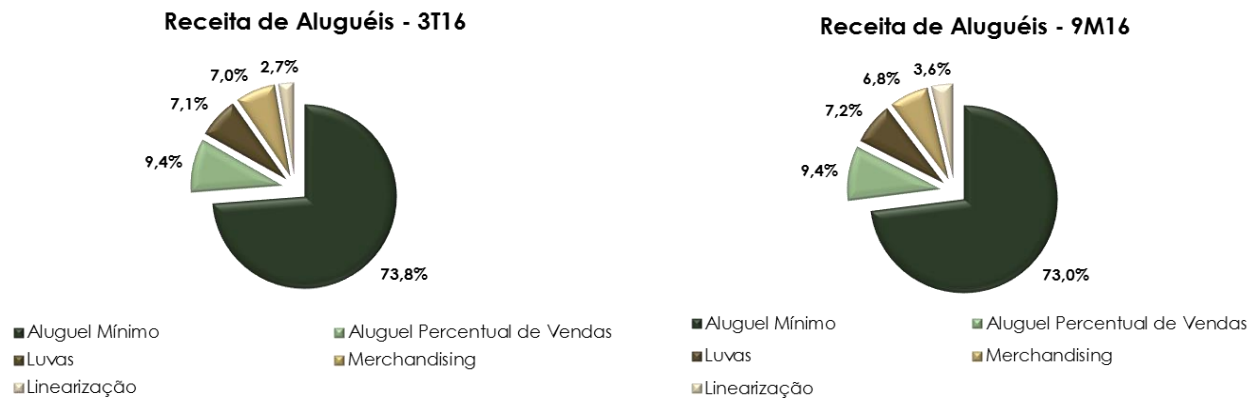 Receita de Aluguéis - 3T16
2,7%
7,0%
7,1%
9,4%
73,8%
Aluguel Mínimo
Aluguel Percentual de Vendas
Luvas
Merchandising
Linearização
Receita de Aluguéis - 9M16
3,6%
6,8%
7,2%
9,4%
73,0%
Aluguel Mínimo
Aluguel Percentual de Vendas
Luvas
Merchandising
Linearização